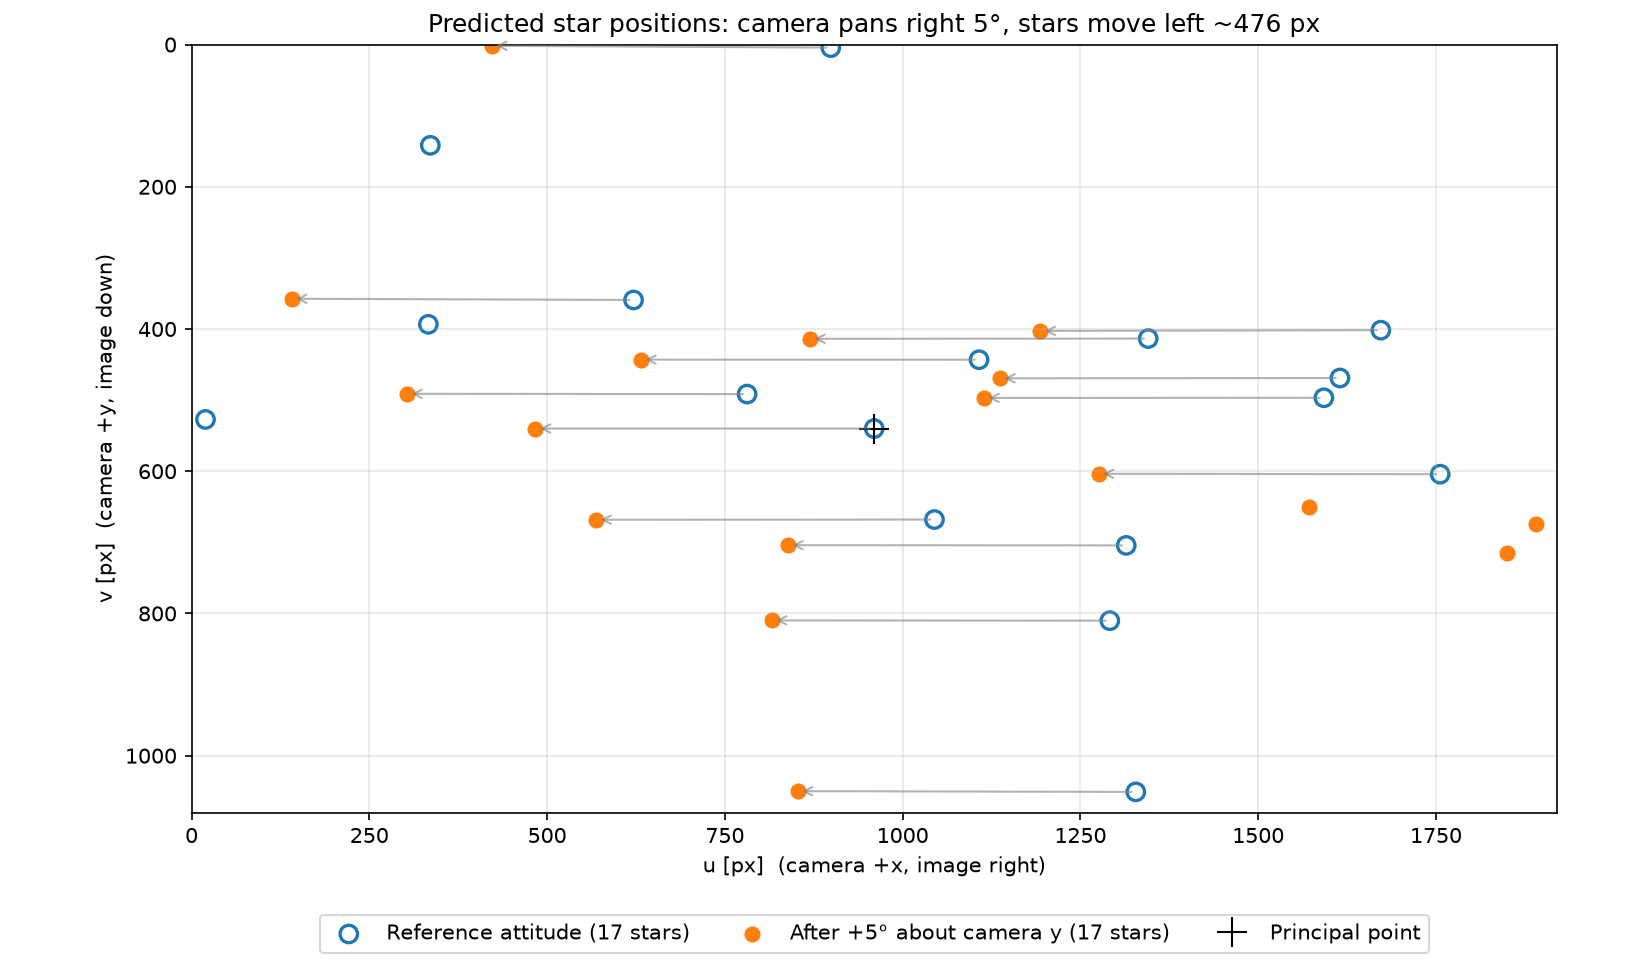 Predicted star positions: camera pans right 5°, stars move left ~476 px
v [px]  (camera +y, image down)
0
200
400
600
800
1000
0
250
500
750
1000
1250
1500
1750
u [px]  (camera +x, image right)
Reference attitude (17 stars)
After +5° about camera y (17 stars)
Principal point